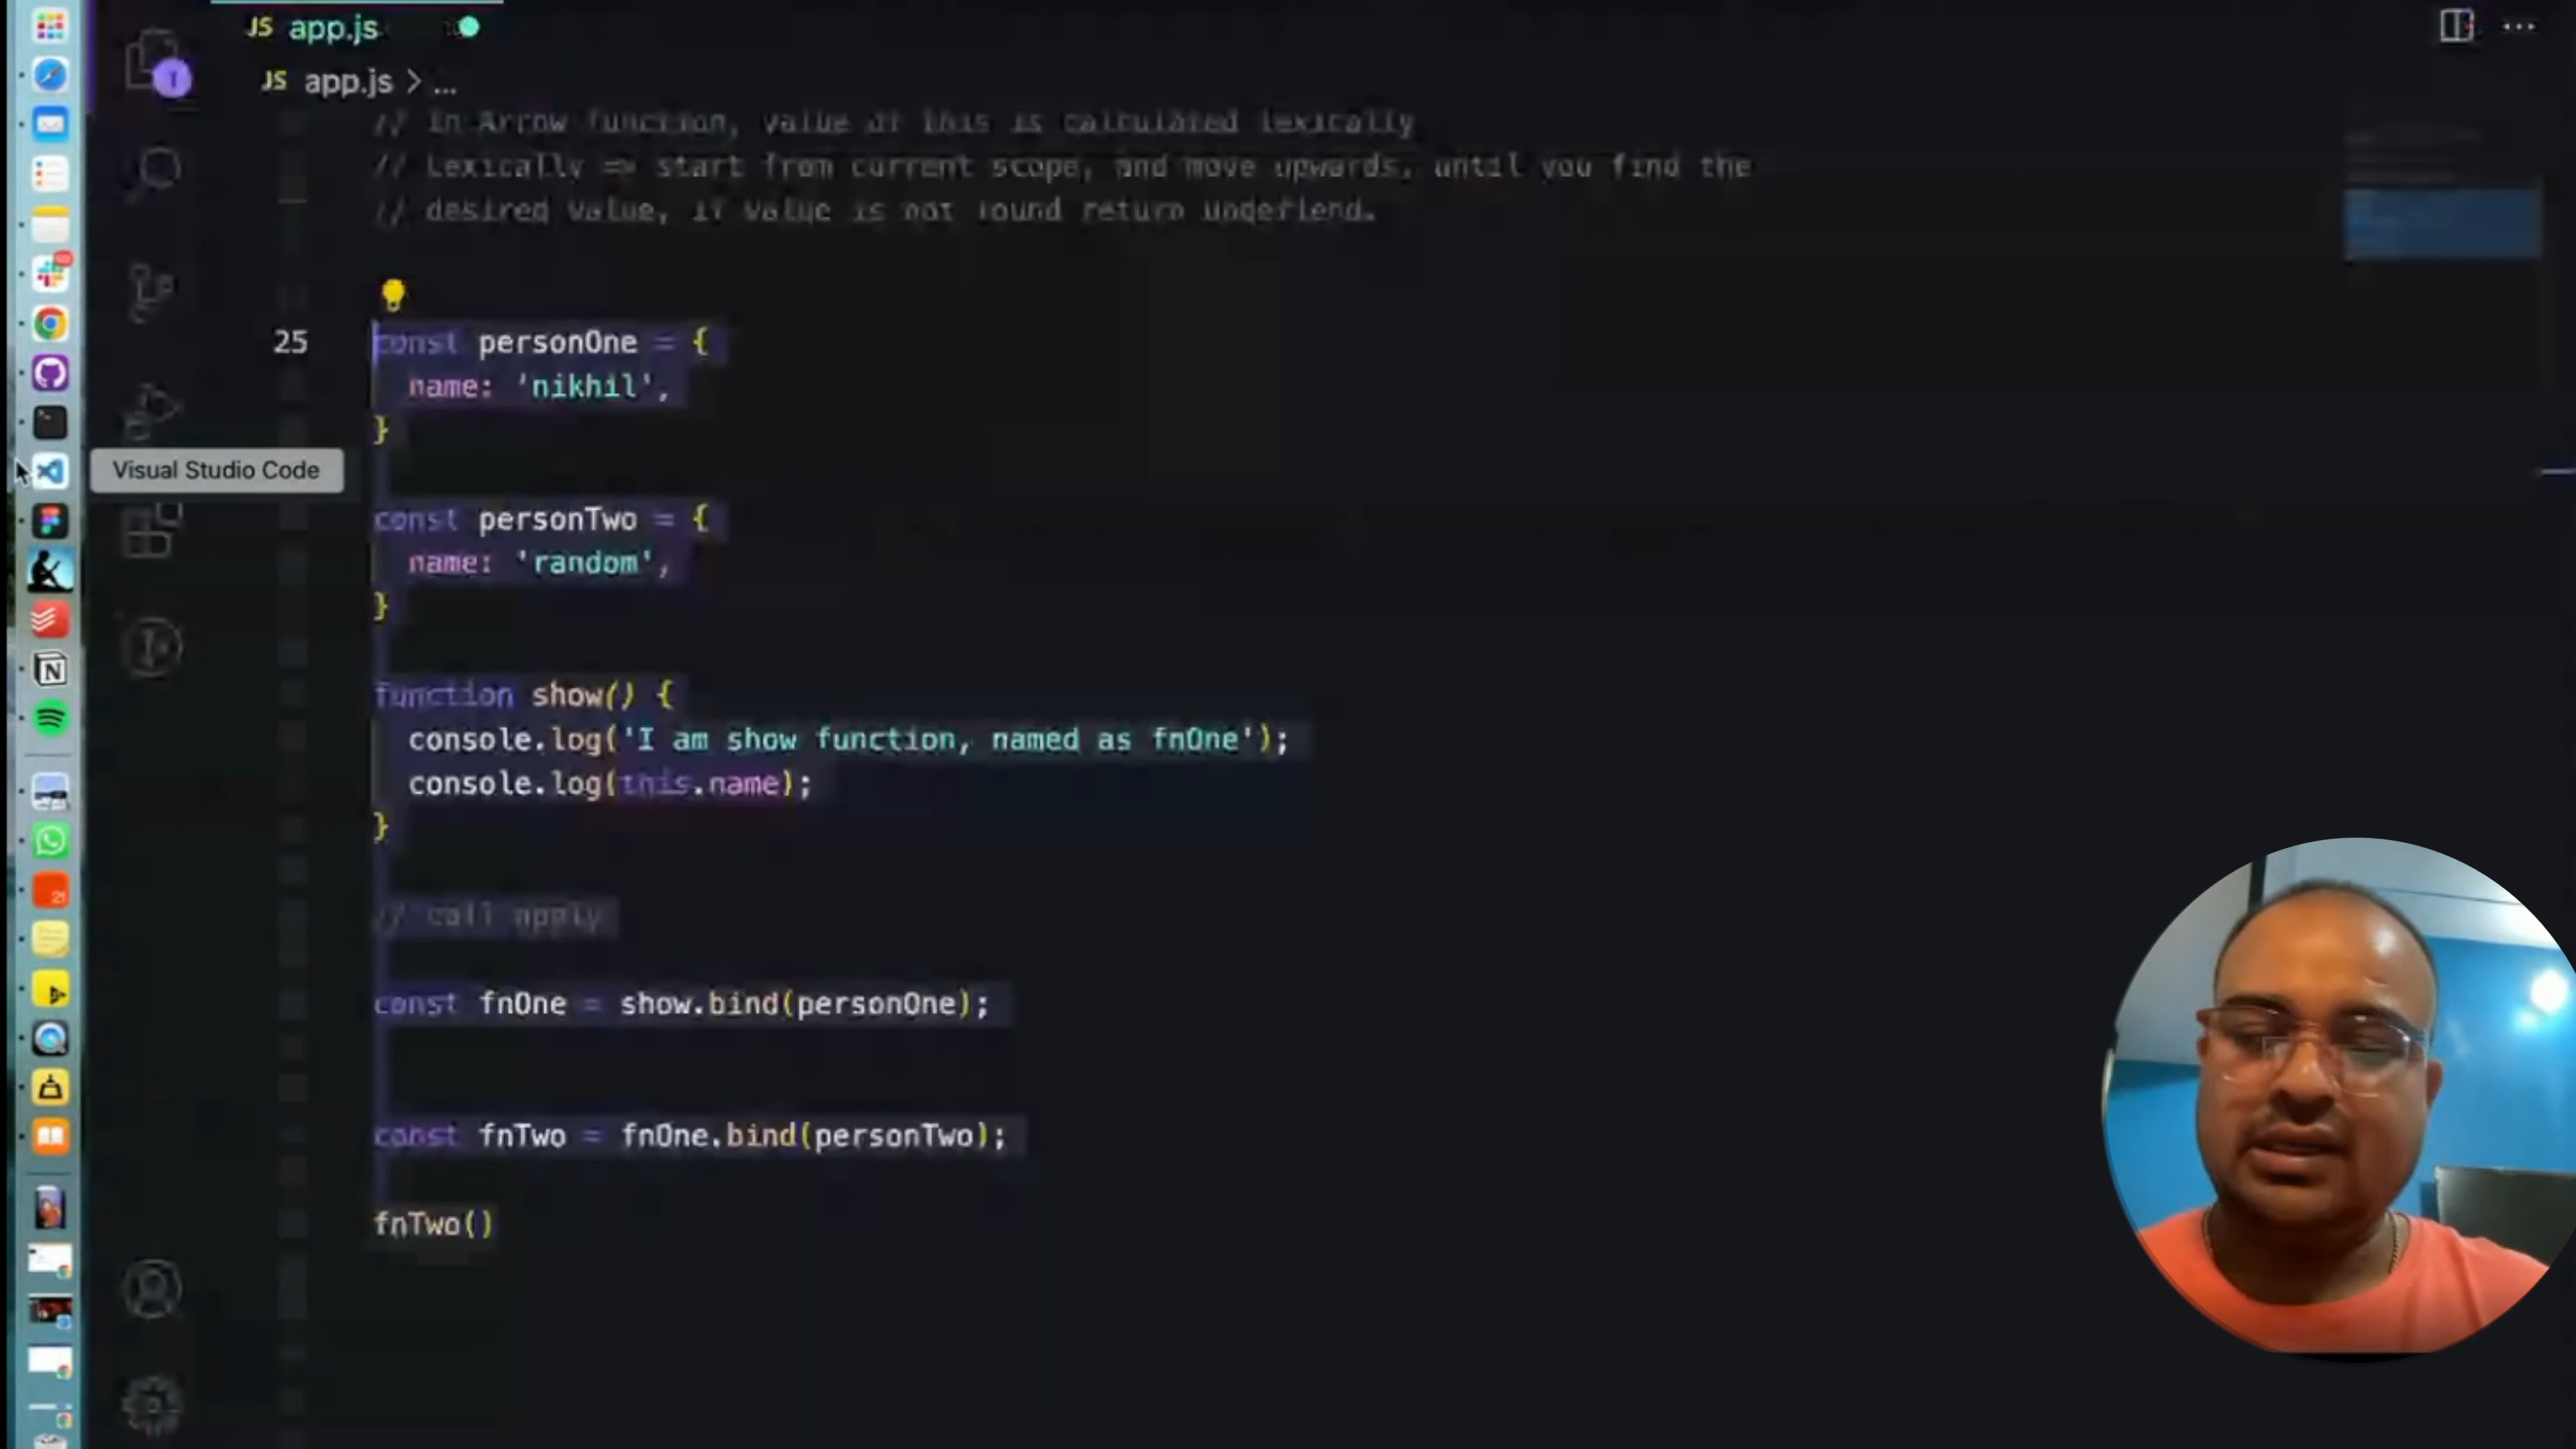 JS app.js
JS app.js > ...
// In Arrow function, value of this is calculated lexically
// Lexically => start from current scope, and move upwards, until you find the
// desired value, if value is not found return undefiend.
25 const personOne = {
name: 'nikhil',
}
Visual Studio Code
const personTwo = {
name: 'random',
}
function show() {
console.log('I am show function, named as fnOne');
console.log(this.name);
}
// call apply
const fnOne = show.bind(personOne);
const fnTwo = fnOne.bind(personTwo);
fnTwo()